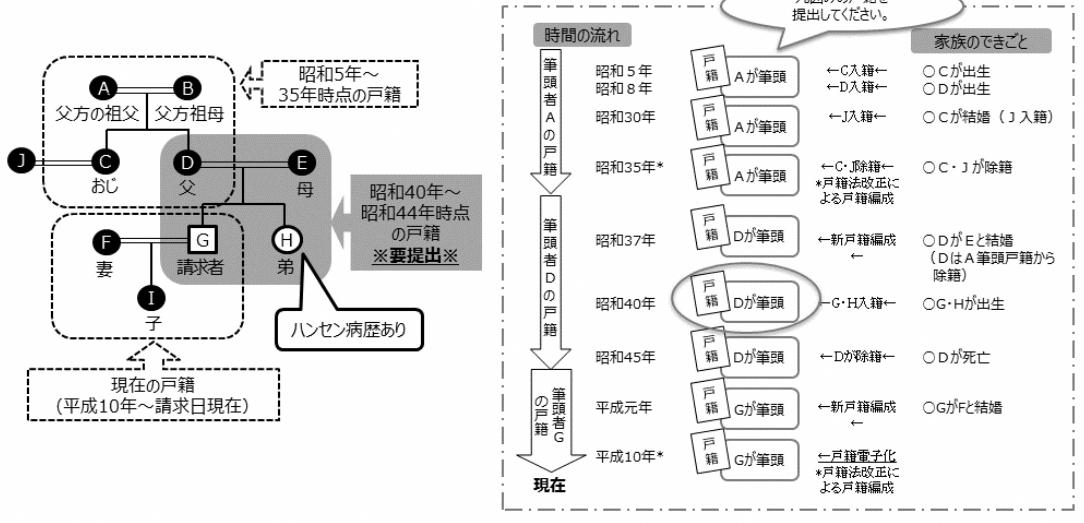 A
B
父方の祖父
父方祖母
昭和5年～
35年時点の戸籍
J
C
おじ
D
父
E
母
昭和40年～
昭和44年時点
の戸籍
※要提出※
F
妻
G
請求者
H
弟
I
子
ハンセン病歴あり
現在の戸籍
（平成10年～請求日現在）
提出してください。
時間の流れ
家族のできごと
筆頭者Aの戸籍
昭和５年
戸籍
Aが筆頭
←C入籍←
○Ｃが出生
昭和８年
←D入籍←
○Ｄが出生
昭和30年
戸籍
Aが筆頭
←J入籍←
○Ｃが結婚（Ｊ入籍）
昭和35年*
戸籍
Aが筆頭
←C・J除籍←
*戸籍法改正に
よる戸籍編成
○Ｃ・Ｊが除籍
筆頭者Dの戸籍
昭和37年
戸籍
Dが筆頭
←新戸籍編成
←
○ＤがＥと結婚
（ＤはＡ筆頭戸籍から
除籍）
昭和40年
戸籍
Dが筆頭
←G・H入籍←
○G・Hが出生
昭和45年
戸籍
Dが筆頭
←Dが除籍←
○Ｄが死亡
筆頭者G
の戸籍
平成元年
戸籍
Gが筆頭
←新戸籍編成
←
○GがFと結婚
平成10年*
戸籍
Gが筆頭
←戸籍電子化
*戸籍法改正に
よる戸籍編成
現在